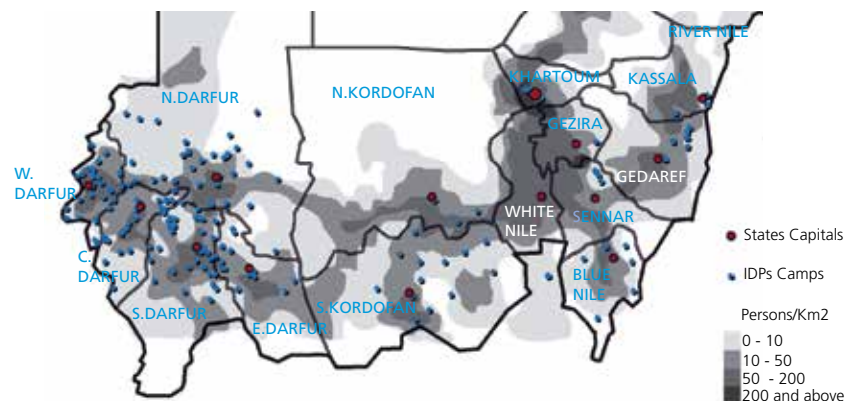 RIVER NILE
KHARTOUM
KASSALA
N.DARFUR
N.KORDOFAN
GEZIRA
W.
DARFUR
GEDAREF
WHITE
NILE
SENNAR
C.
DARFUR
BLUE
NILE
S.DARFUR
E.DARFUR
S.KORDOFAN
States Capitals
IDPs Camps
Persons/Km2
0 - 10
10 - 50
50 - 200
200 and above